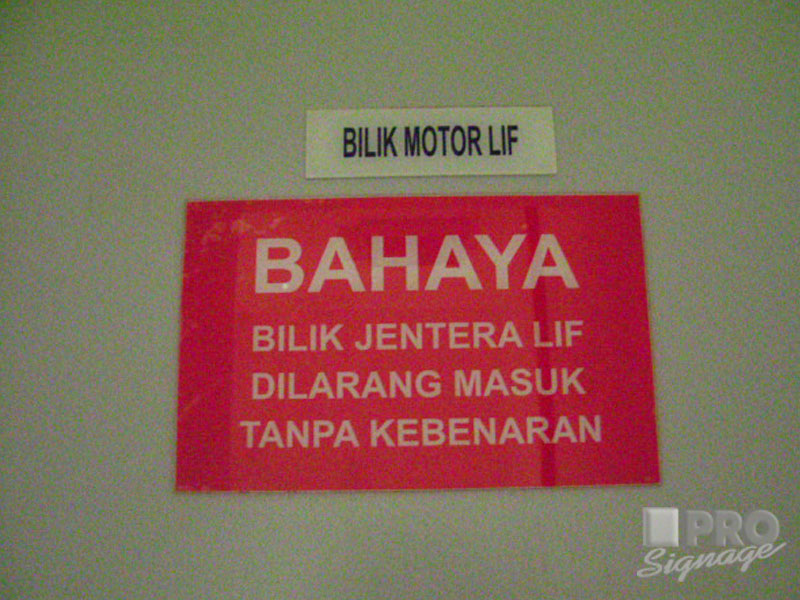 BILIK MOTOR LIF
BAHAYA
BILIK JENTERA LIF
DILARANG MASUK
TANPA KEBENARAN
PRO
Signage